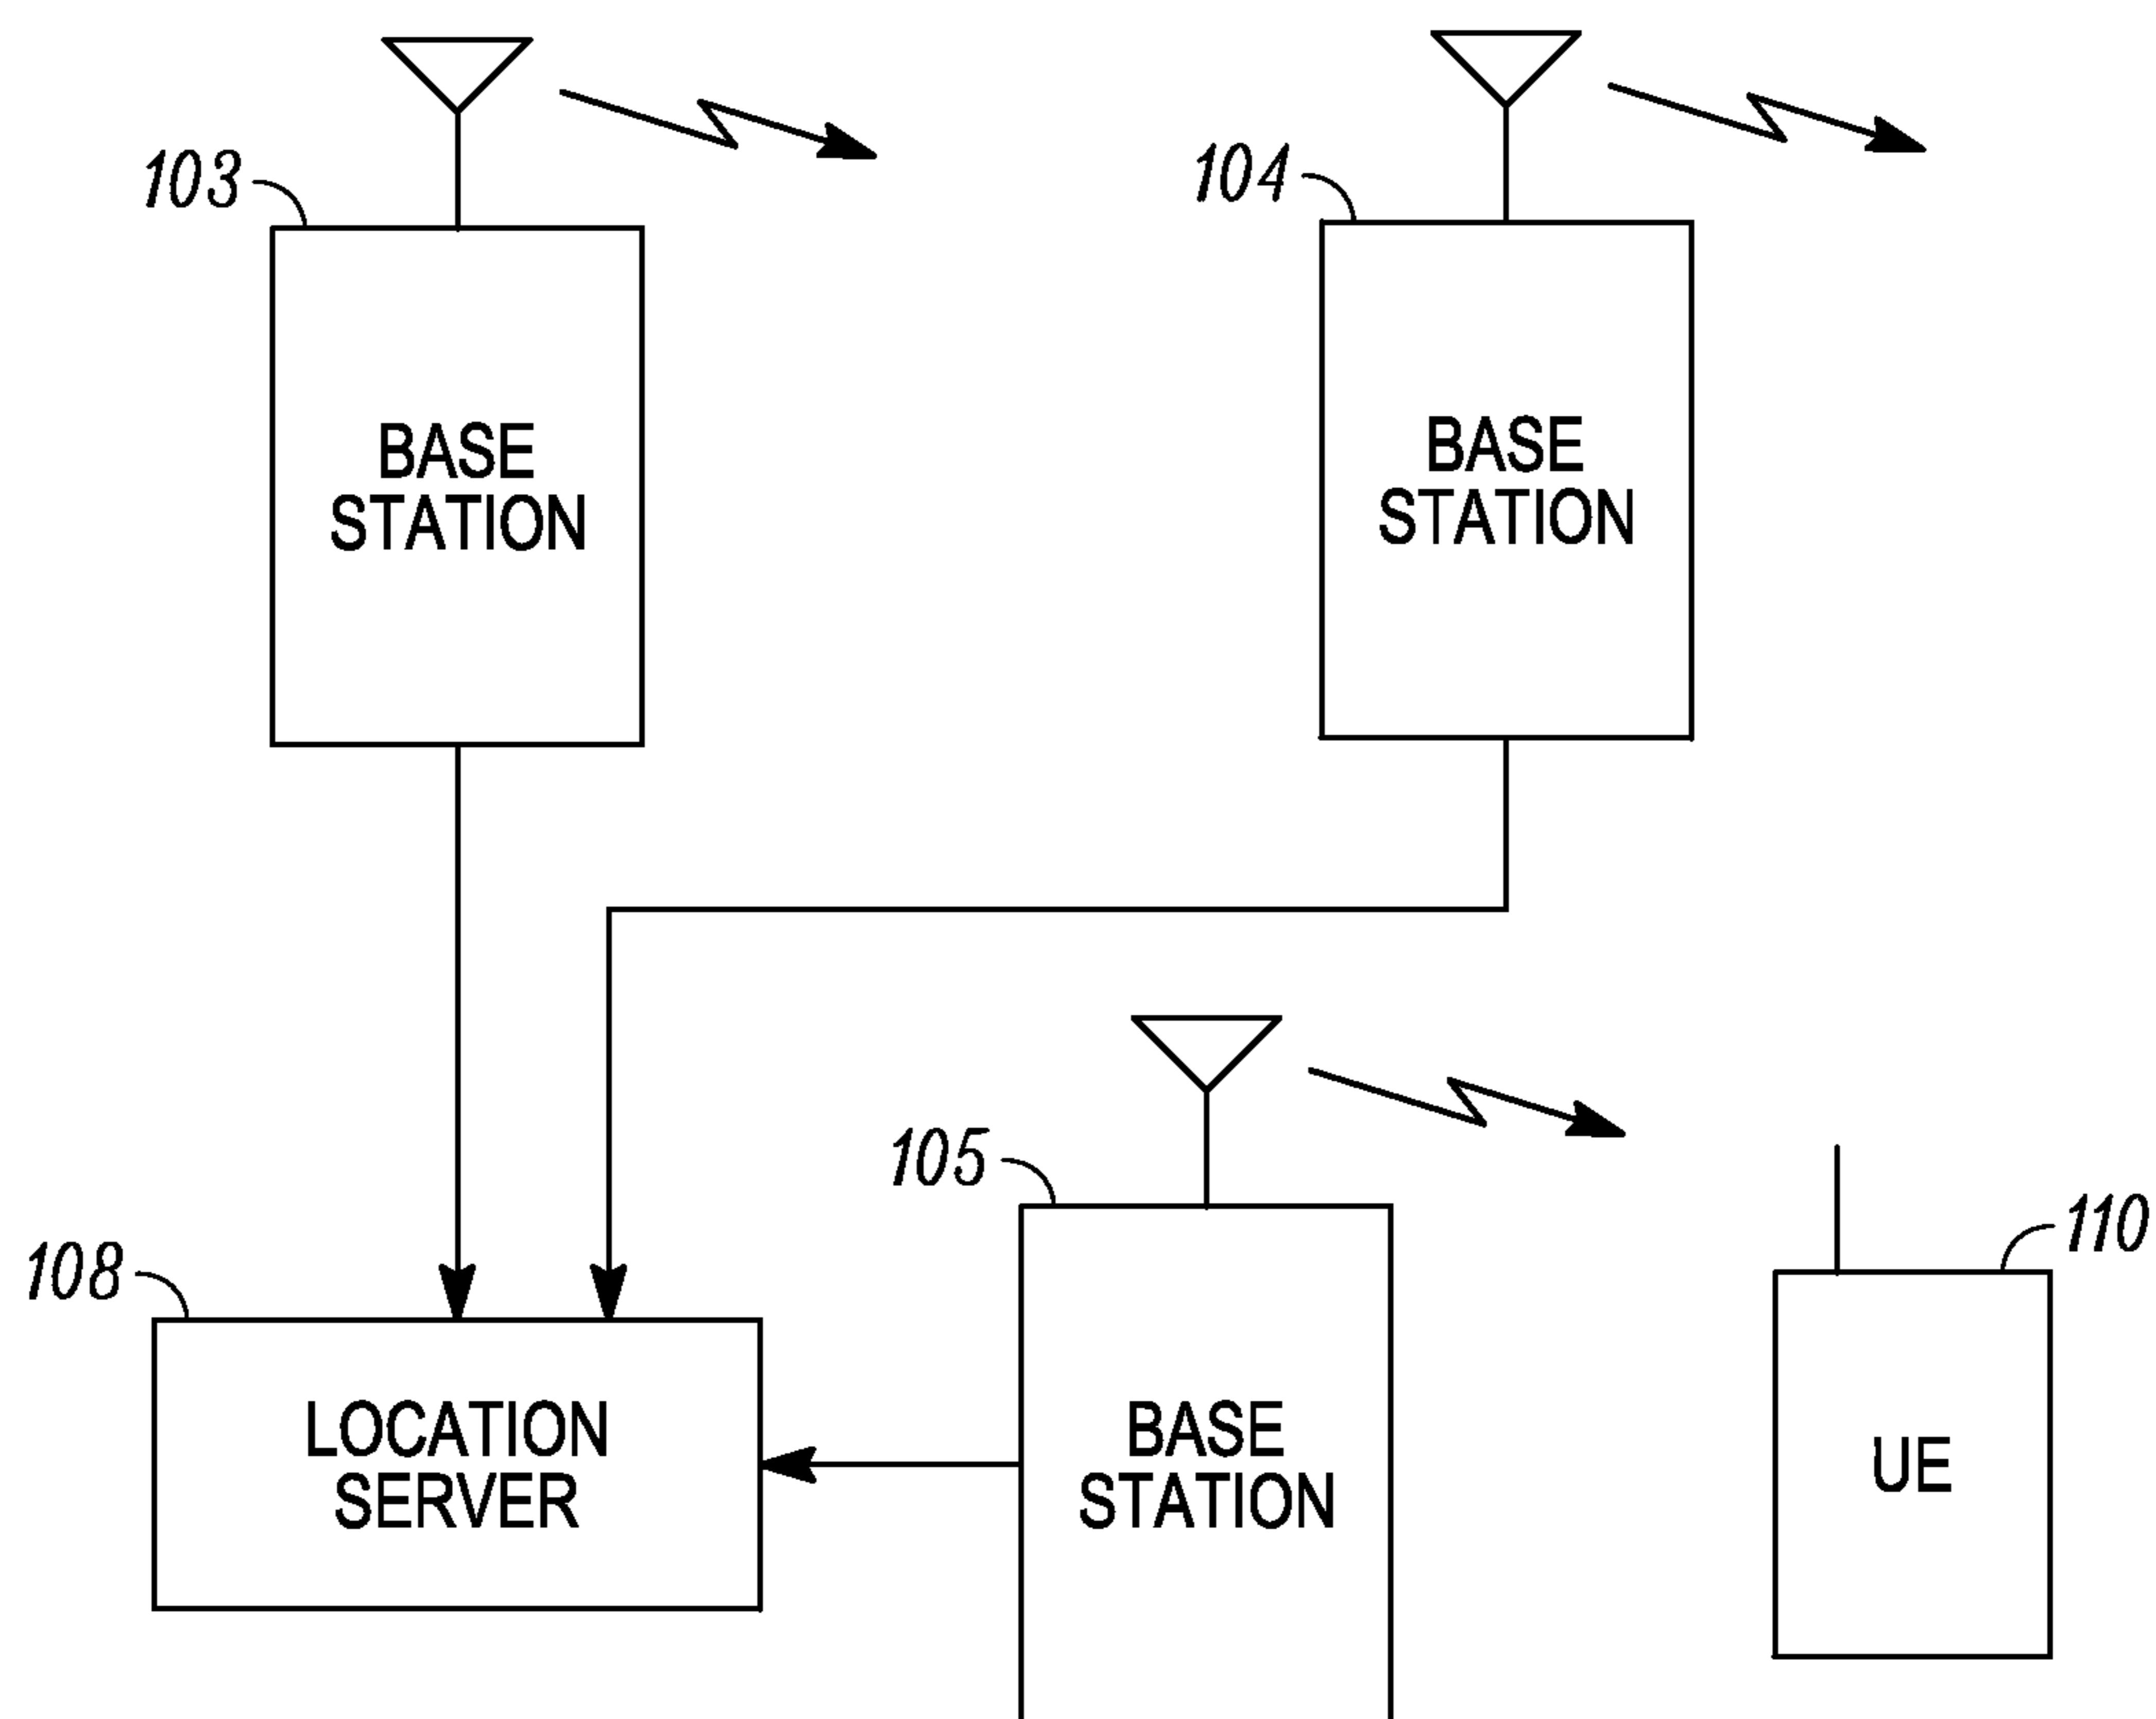 103
104
BASE
STATION
BASE
STATION
105
110
108
LOCATION
SERVER
BASE
STATION
UE